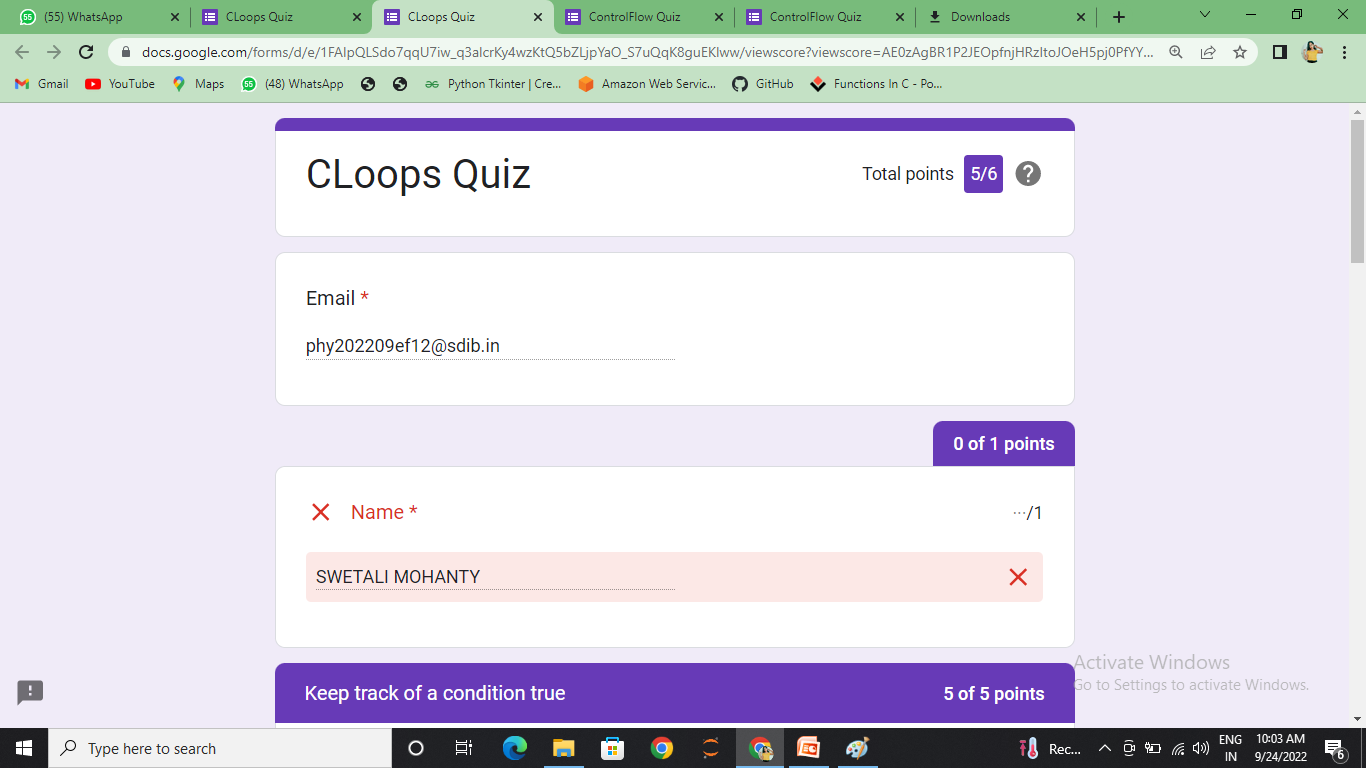 (55) WhatsApp CLoops Quiz CLoops Quiz ControlFlow Quiz ControlFlow Quiz Downloads
docs.google.com/forms/d/e/1FAIpQLSdo7qqU7iw_q3alcrKy4wzKtQ5bZLjpYaO_S7uQqK8guEKlww/viewscore?viewscore=AE0zAgBR1P2JEOpfnjHRzItoJOeH5pj0PfYY...
Gmail YouTube Maps (48) WhatsApp Python Tkinter | Cre... Amazon Web Servic... GitHub Functions In C - Po...
CLoops Quiz
Total points 5/6
Email *
phy202209ef12@sdib.in
0 of 1 points
Name *
···/1
SWETALI MOHANTY
Keep track of a condition true 5 of 5 points
Activate Windows
Go to Settings to activate Windows.
Type here to search
Rec...
ENG
IN
10:03 AM
9/24/2022
6